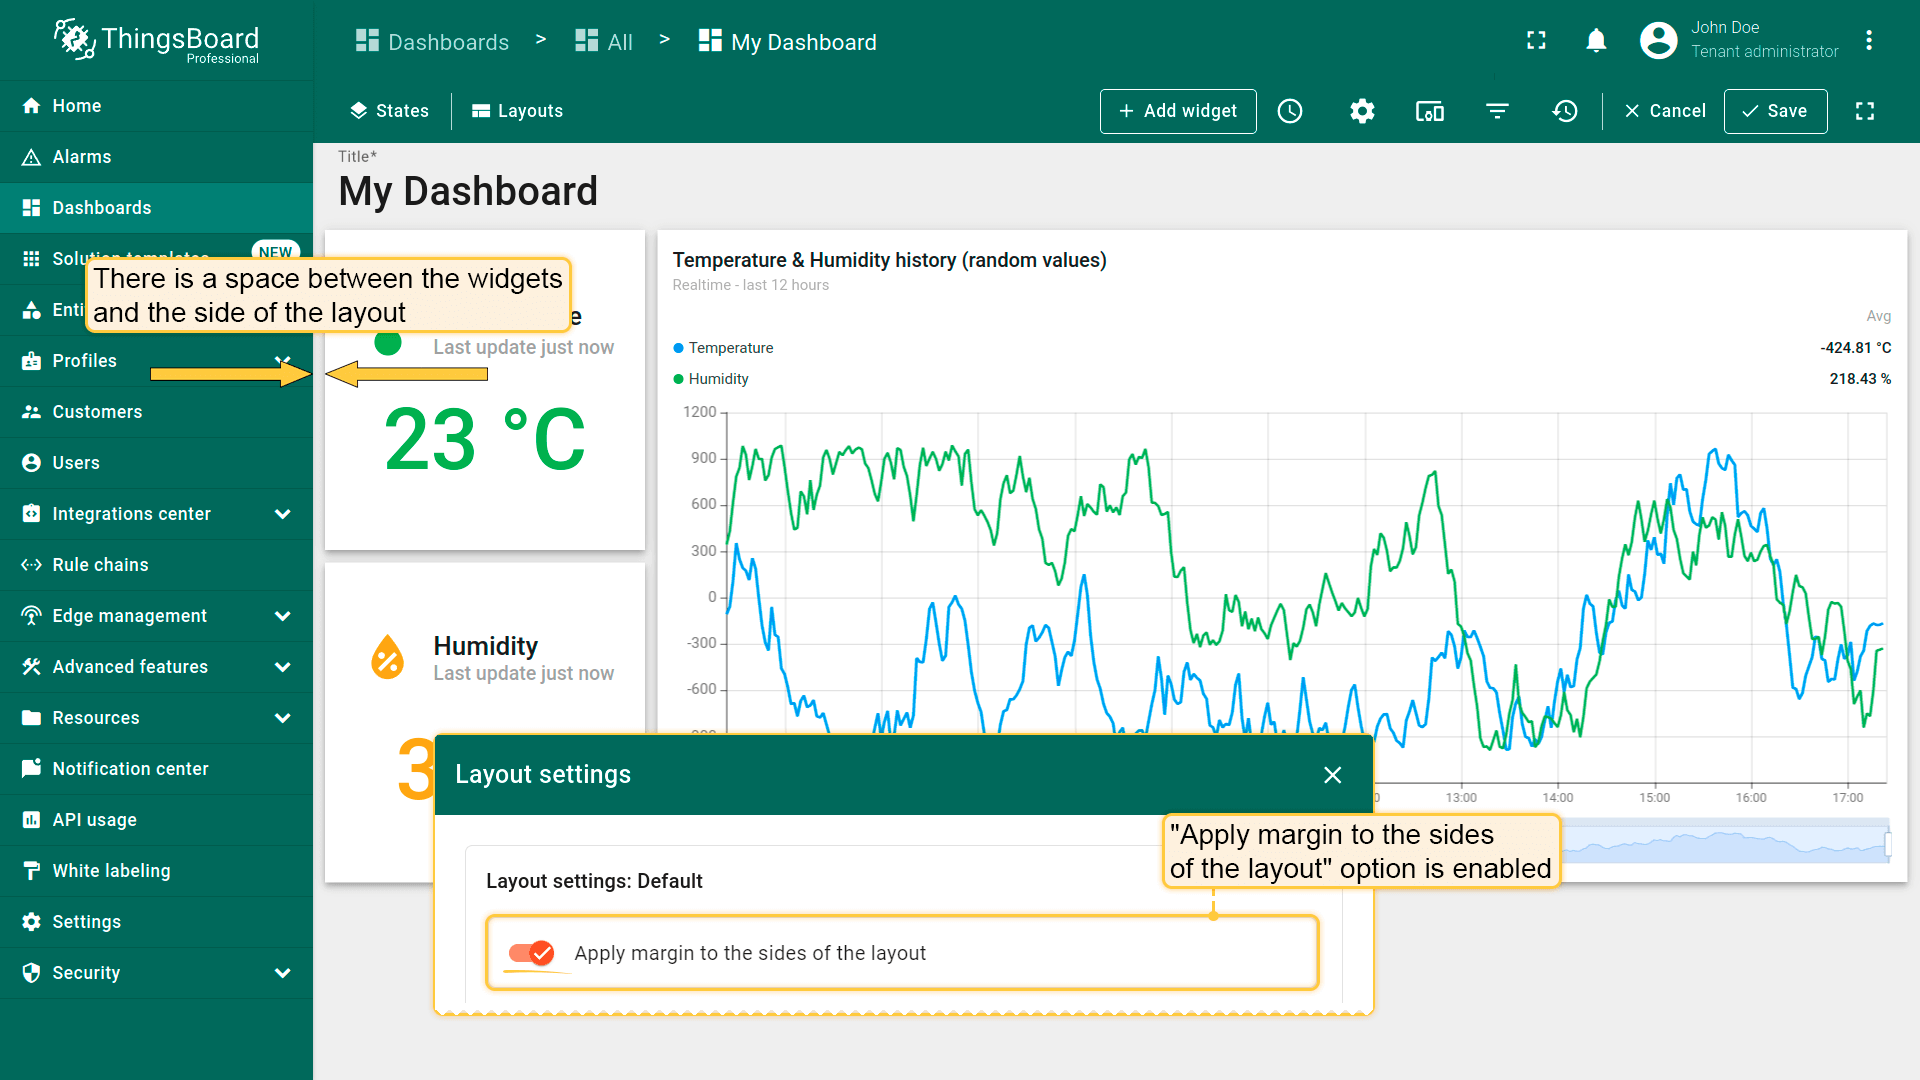 ThingsBoard
Professional
Dashboards > All > My Dashboard
John Doe
Tenant administrator
States
Layouts
+ Add widget
Cancel
Save
Home
Alarms
Dashboards
Solution templates
NEW
Profiles
Customers
Users
Integrations center
Rule chains
Edge management
Advanced features
Resources
Notification center
API usage
White labeling
Settings
Security
Title*
My Dashboard
There is a space between the widgets
and the side of the layout
Last update just now
23 °C
Humidity
Last update just now
3
Temperature & Humidity history (random values)
Realtime - last 12 hours
Avg
Temperature
-424.81 °C
Humidity
218.43 %
1200
900
600
300
0
-300
-600
13:00
14:00
15:00
16:00
17:00
Layout settings
"Apply margin to the sides
of the layout" option is enabled
Layout settings: Default
Apply margin to the sides of the layout